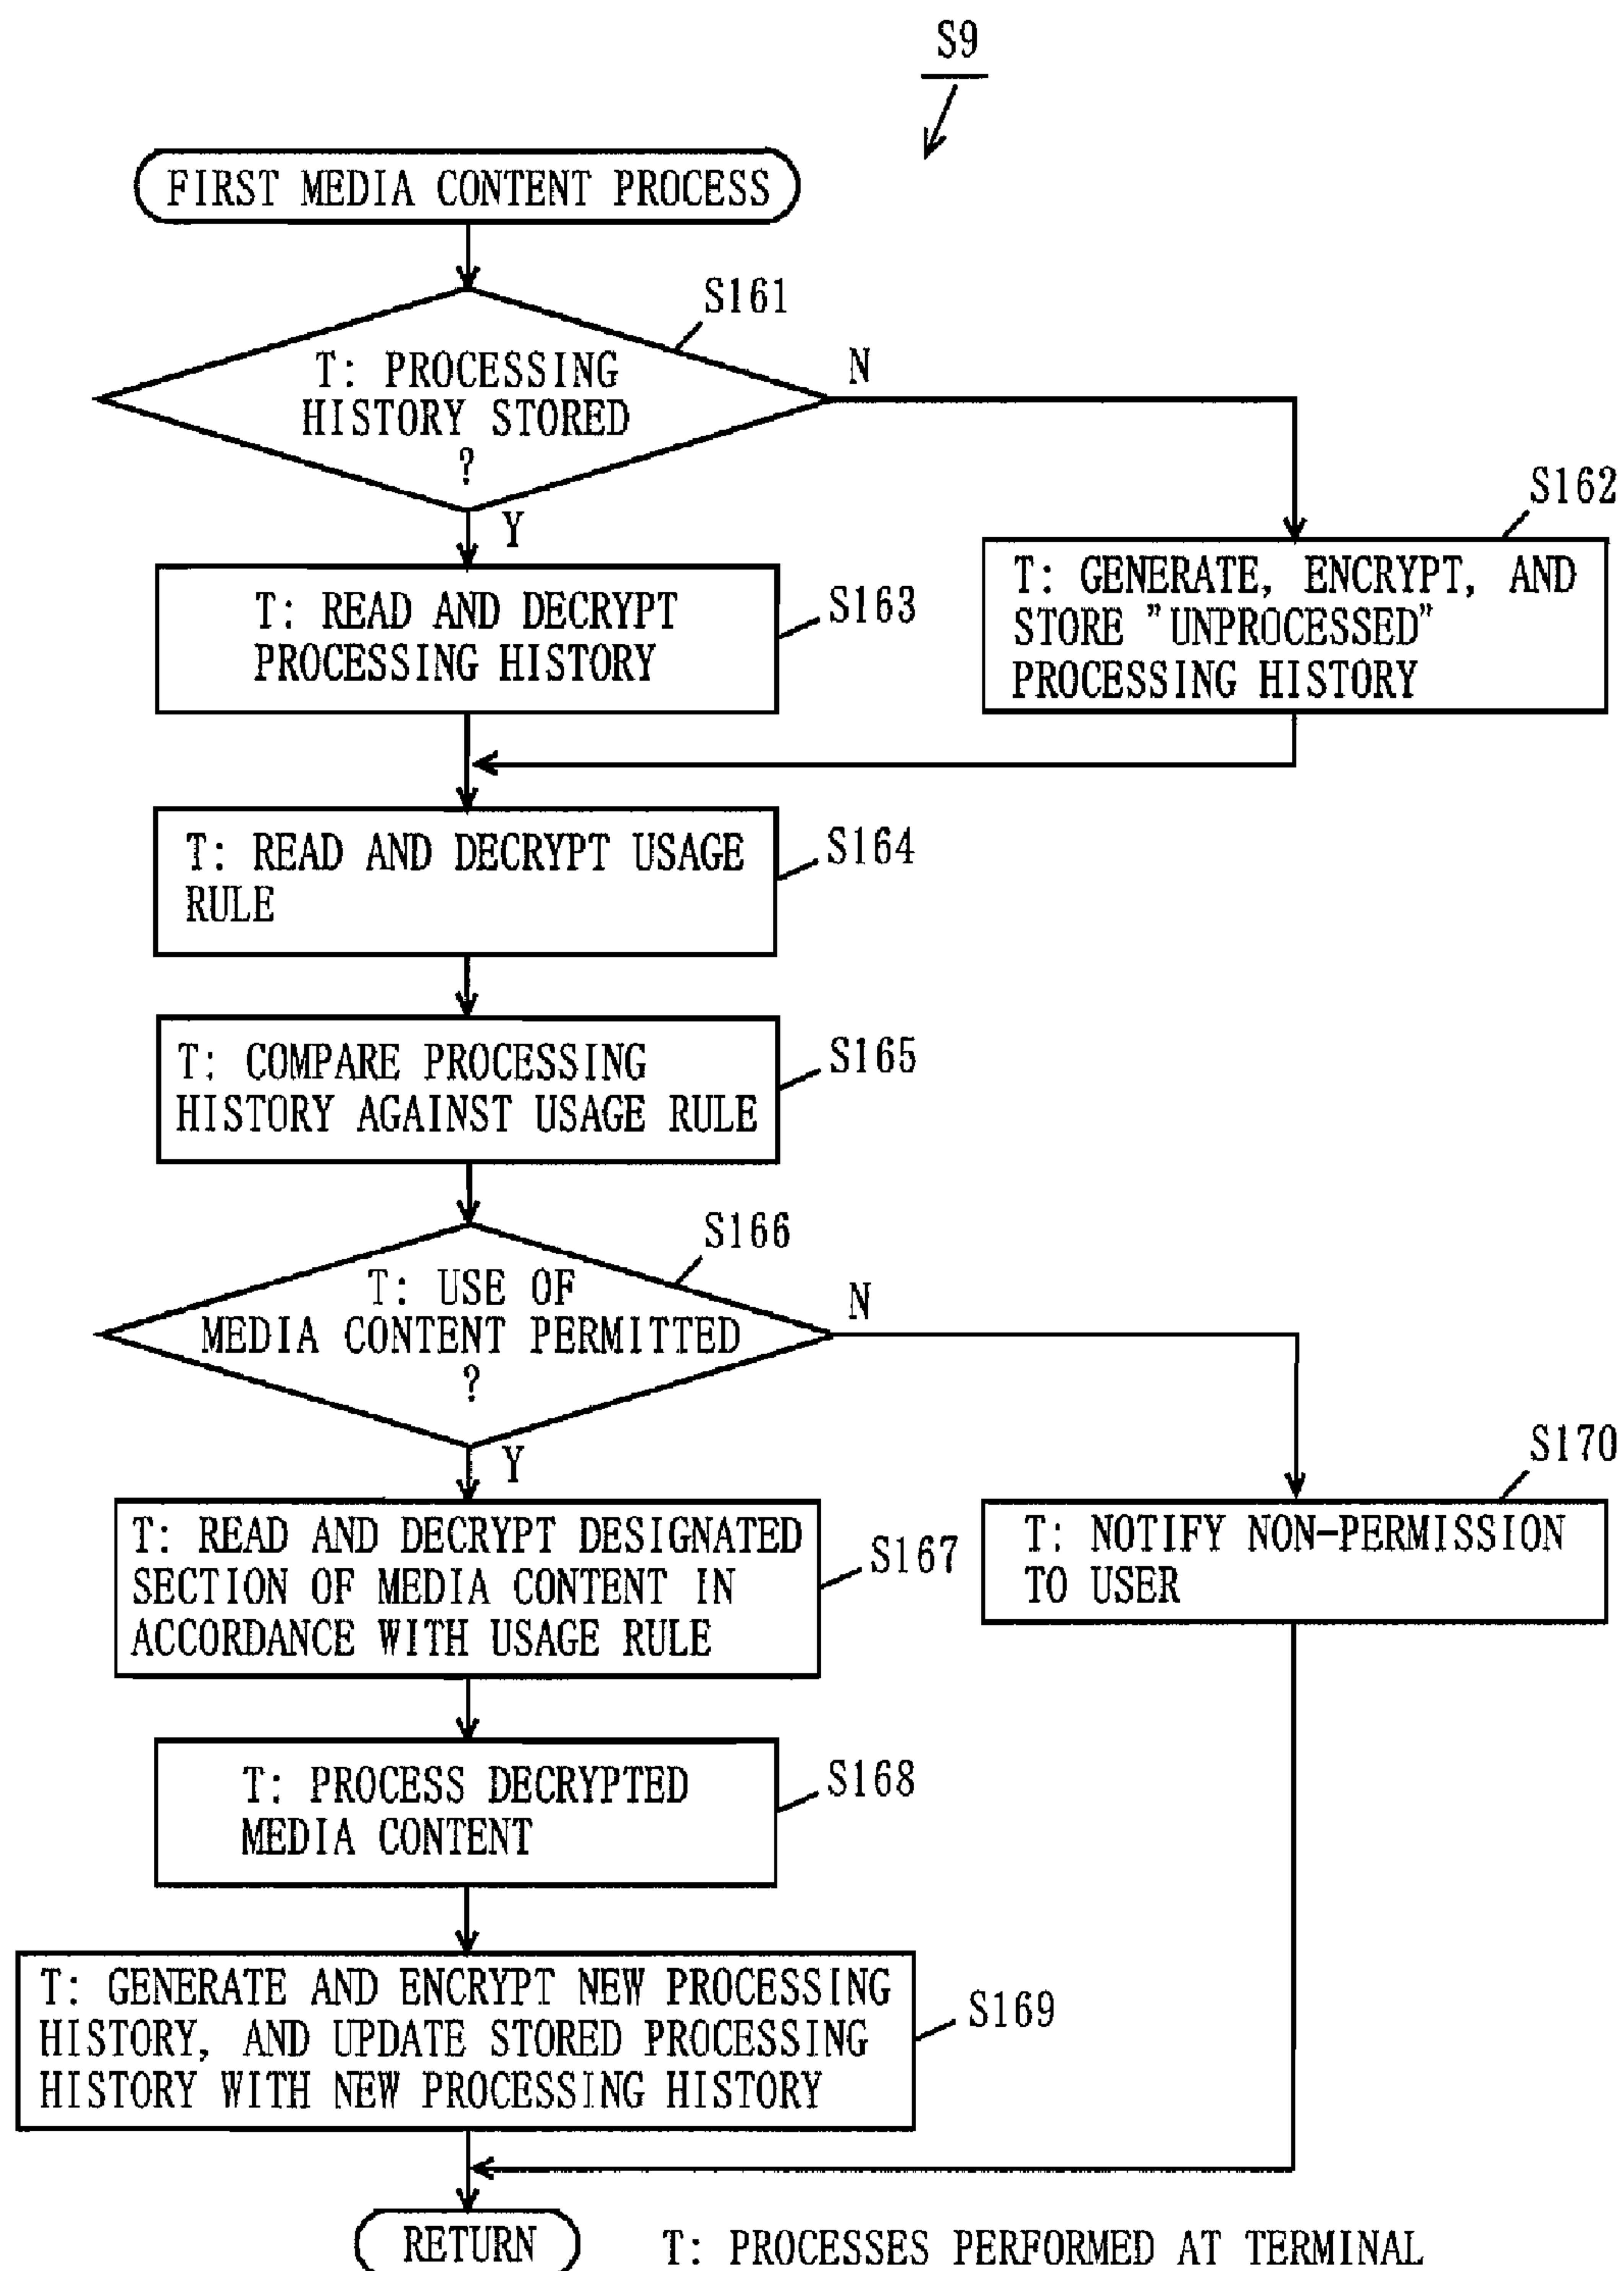 S9
FIRST MEDIA CONTENT PROCESS
S161
T: PROCESSING
HISTORY STORED
?
N
Y
S162
T: GENERATE, ENCRYPT, AND
STORE "UNPROCESSED"
PROCESSING HISTORY
S163
T: READ AND DECRYPT
PROCESSING HISTORY
S164
T: READ AND DECRYPT USAGE
RULE
S165
T: COMPARE PROCESSING
HISTORY AGAINST USAGE RULE
S166
T: USE OF
MEDIA CONTENT PERMITTED
?
N
Y
S170
T: NOTIFY NON-PERMISSION
TO USER
S167
T: READ AND DECRYPT DESIGNATED
SECTION OF MEDIA CONTENT IN
ACCORDANCE WITH USAGE RULE
S168
T: PROCESS DECRYPTED
MEDIA CONTENT
S169
T: GENERATE AND ENCRYPT NEW PROCESSING
HISTORY, AND UPDATE STORED PROCESSING
HISTORY WITH NEW PROCESSING HISTORY
RETURN
T: PROCESSES PERFORMED AT TERMINAL